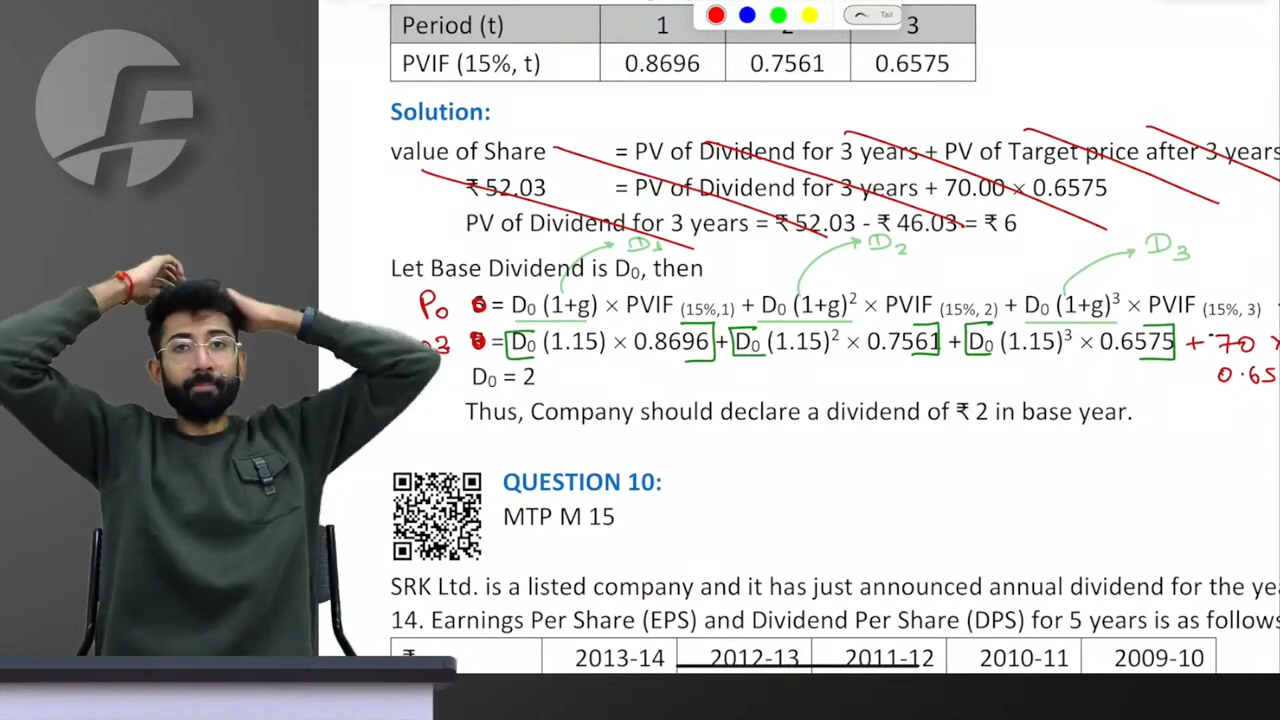 Tail
Period (t) 1 2 3
PVIF (15%, t) 0.8696 0.7561 0.6575
Solution:
value of Share = PV of Dividend for 3 years + PV of Target price after 3 years
₹ 52.03 = PV of Dividend for 3 years + 70.00 × 0.6575
PV of Dividend for 3 years = ₹ 52.03 - ₹ 46.03 = ₹ 6
D1 D2 D3
Let Base Dividend is D₀, then
P0 6 = D₀ (1+g) × PVIF (15%,1) + D₀ (1+g)² × PVIF (15%, 2) + D₀ (1+g)³ × PVIF (15%, 3)
= D₀ (1.15) × 0.8696 + D₀ (1.15)² × 0.7561 + D₀ (1.15)³ × 0.6575 + 70 ×
D₀ = 2 0.65
Thus, Company should declare a dividend of ₹ 2 in base year.
QUESTION 10:
MTP M 15
SRK Ltd. is a listed company and it has just announced annual dividend for the
14. Earnings Per Share (EPS) and Dividend Per Share (DPS) for 5 years is as follows
₹ 2013-14 2012-13 2011-12 2010-11 2009-10